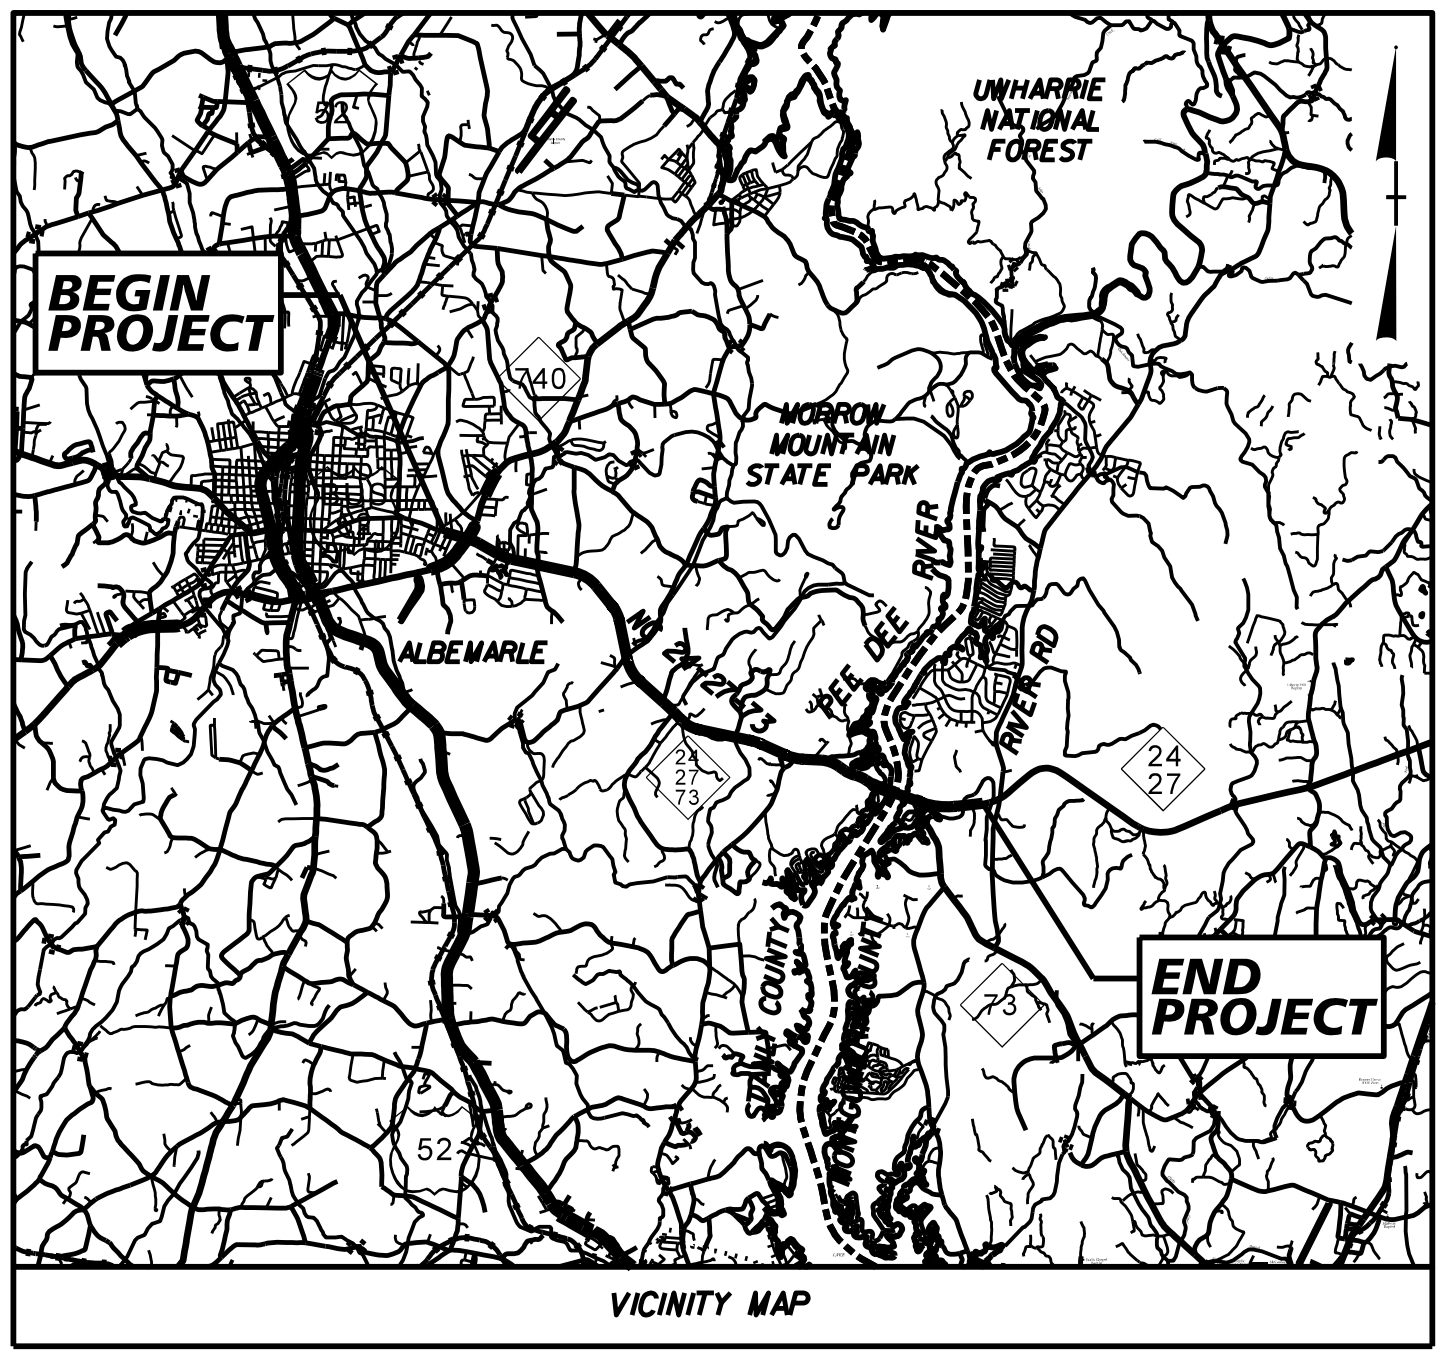 UWHARRIE
NATIONAL
FOREST
52
BEGIN
PROJECT
740
MORROW
MOUNTAIN
STATE PARK
RIVER
DEE
PEE
ALBEMARLE
NC 24-27/73
RIVER RD
24
27
73
24
27
STANLY COUNTY
MONTGOMERY COUNTY
END
PROJECT
73
52
VICINITY MAP